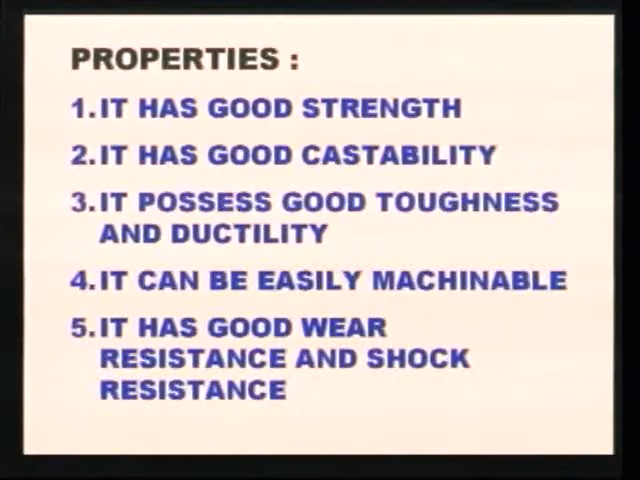 PROPERTIES :
1.IT HAS GOOD STRENGTH
2.IT HAS GOOD CASTABILITY
3.IT POSSESS GOOD TOUGHNESS
AND DUCTILITY
4.IT CAN BE EASILY MACHINABLE
5.IT HAS GOOD WEAR
RESISTANCE AND SHOCK
RESISTANCE